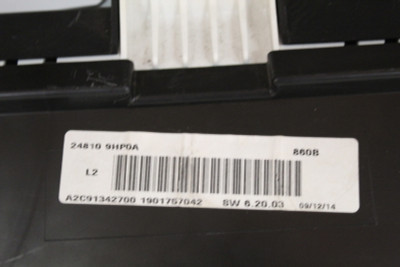 24810 9HP0A 860B
L2
A2C91342700 1901757042 SW 6.20.03 09/12/14